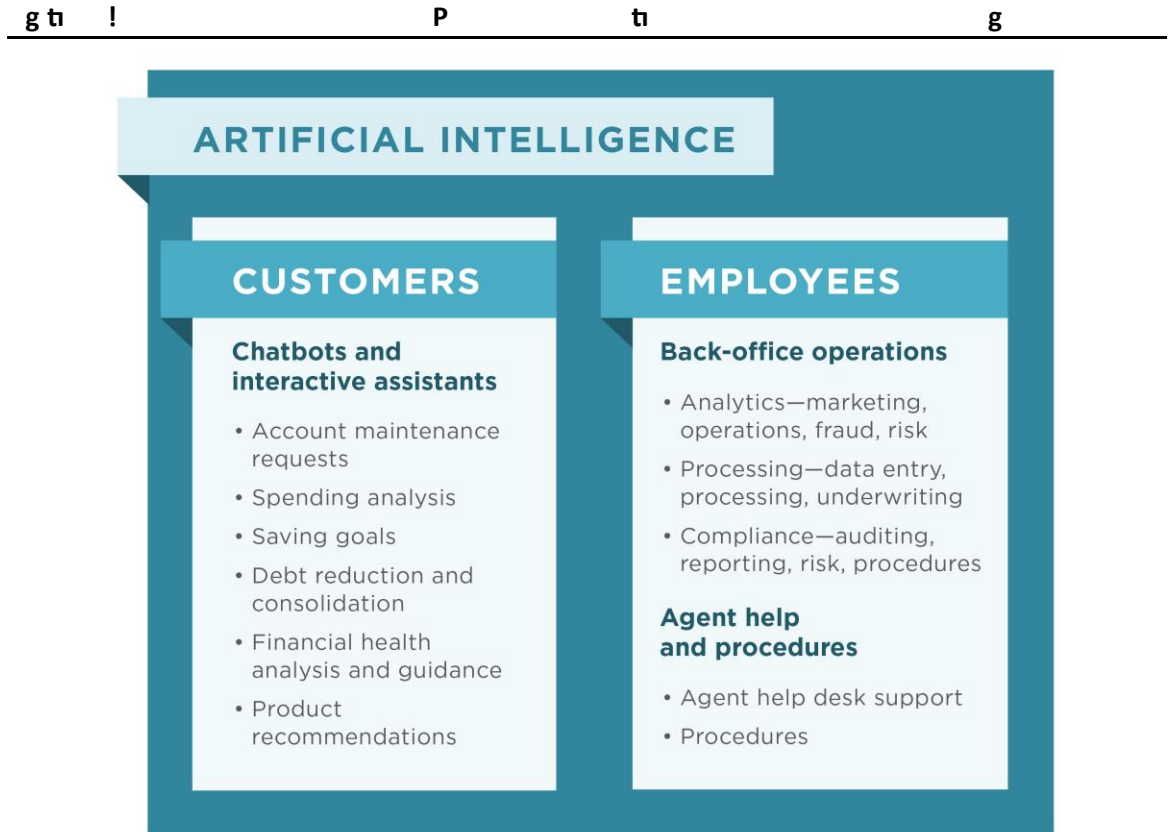 g ti ! P ti g
ARTIFICIAL INTELLIGENCE
CUSTOMERS
Chatbots and
interactive assistants
• Account maintenance
requests
• Spending analysis
• Saving goals
• Debt reduction and
consolidation
• Financial health
analysis and guidance
• Product
recommendations
EMPLOYEES
Back-office operations
• Analytics—marketing,
operations, fraud, risk
• Processing—data entry,
processing, underwriting
• Compliance—auditing,
reporting, risk, procedures
Agent help
and procedures
• Agent help desk support
• Procedures